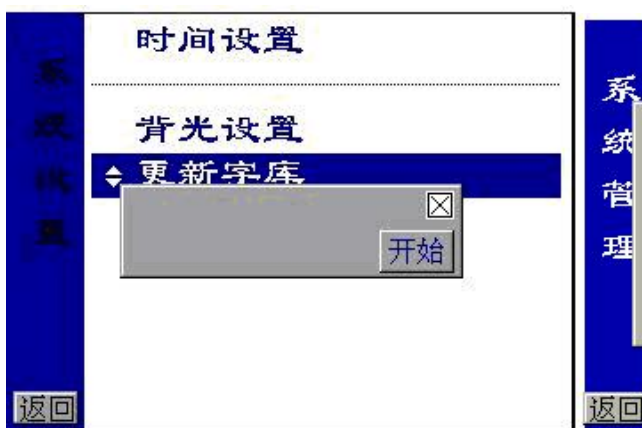 系
统
设
置
时间设置
背光设置
更新字库
开始
返回
系
统
管
理
返回